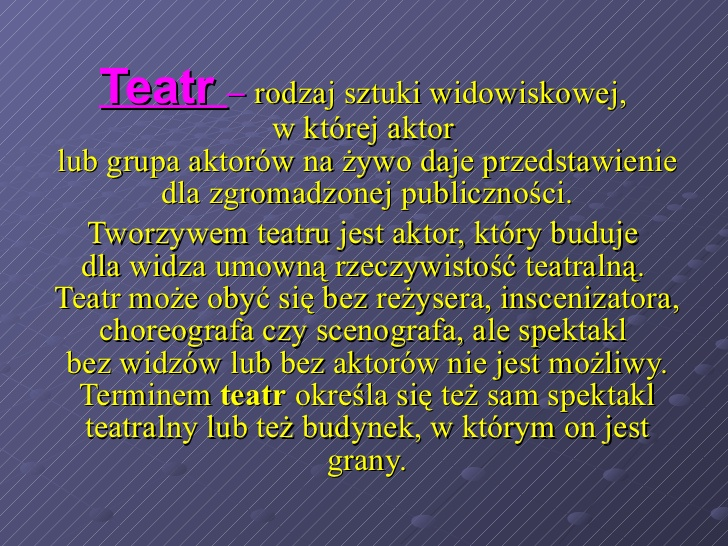 Teatr – rodzaj sztuki widowiskowej,
w której aktor
lub grupa aktorów na żywo daje przedstawienie
dla zgromadzonej publiczności.
Tworzywem teatru jest aktor, który buduje
dla widza umowną rzeczywistość teatralną.
Teatr może obyć się bez reżysera, inscenizatora,
choreografa czy scenografa, ale spektakl
bez widzów lub bez aktorów nie jest możliwy.
Terminem teatr określa się też sam spektakl
teatralny lub też budynek, w którym on jest
grany.